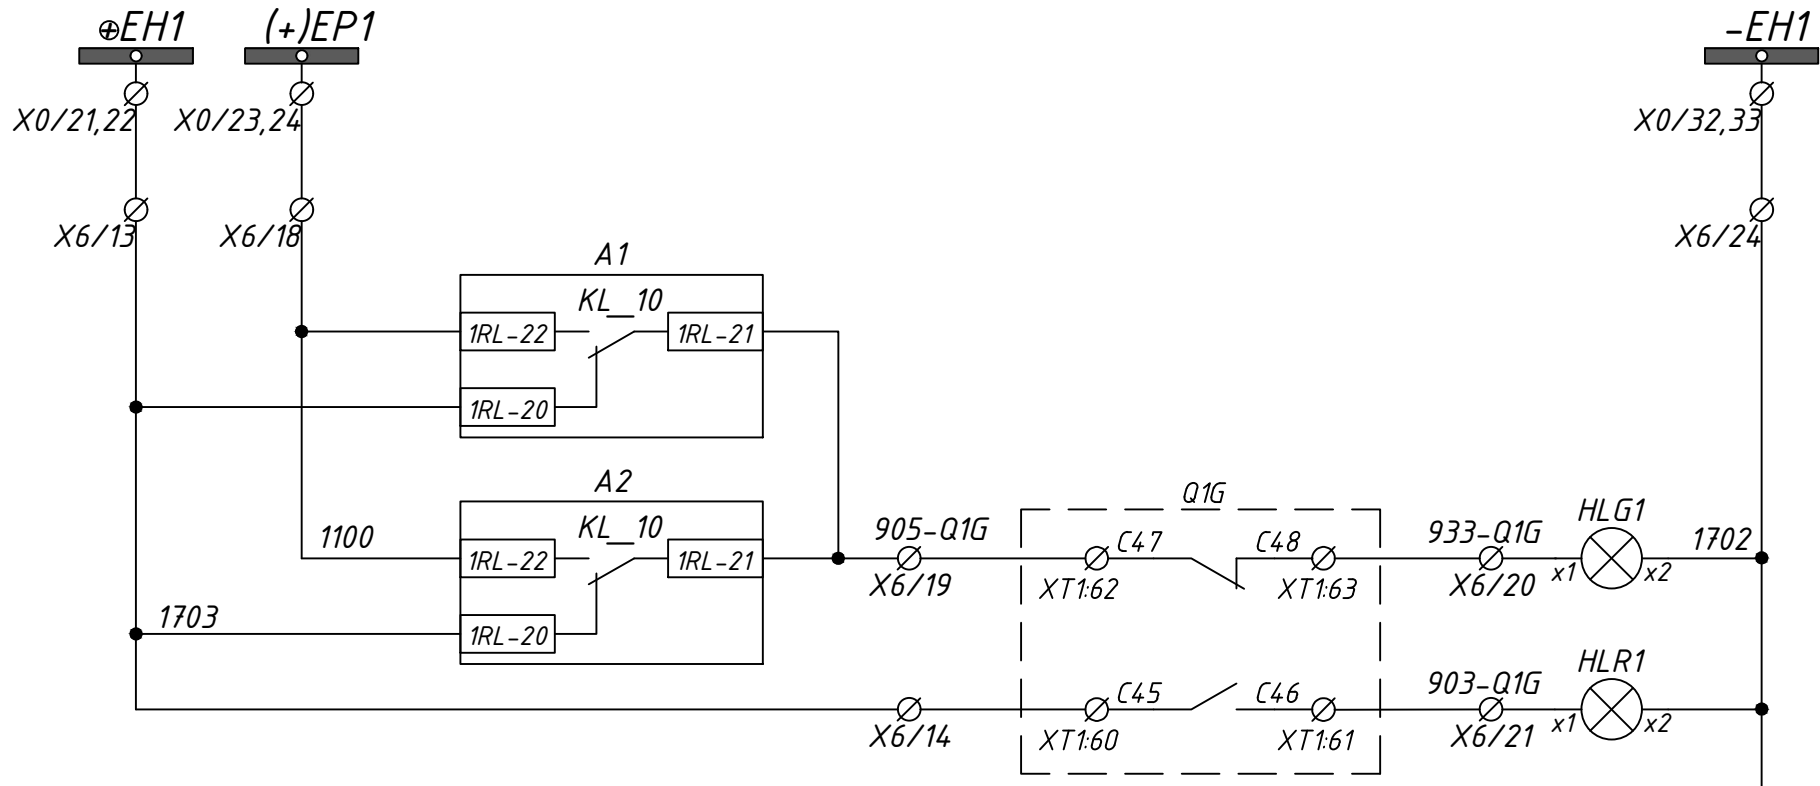 ⊕EH1
(+)EP1
-EH1
X0/21,22
X0/23,24
X0/32,33
X6/13
X6/18
X6/24
A1
KL__10
1RL-22
1RL-21
1RL-20
A2
KL__10
1100
1RL-22
1RL-21
1703
1RL-20
905-Q1G
X6/19
Q1G
C47
C48
XT1:62
XT1:63
933-Q1G
X6/20
HLG1
x1
x2
1702
X6/14
C45
C46
XT1:60
XT1:61
903-Q1G
X6/21
HLR1
x1
x2